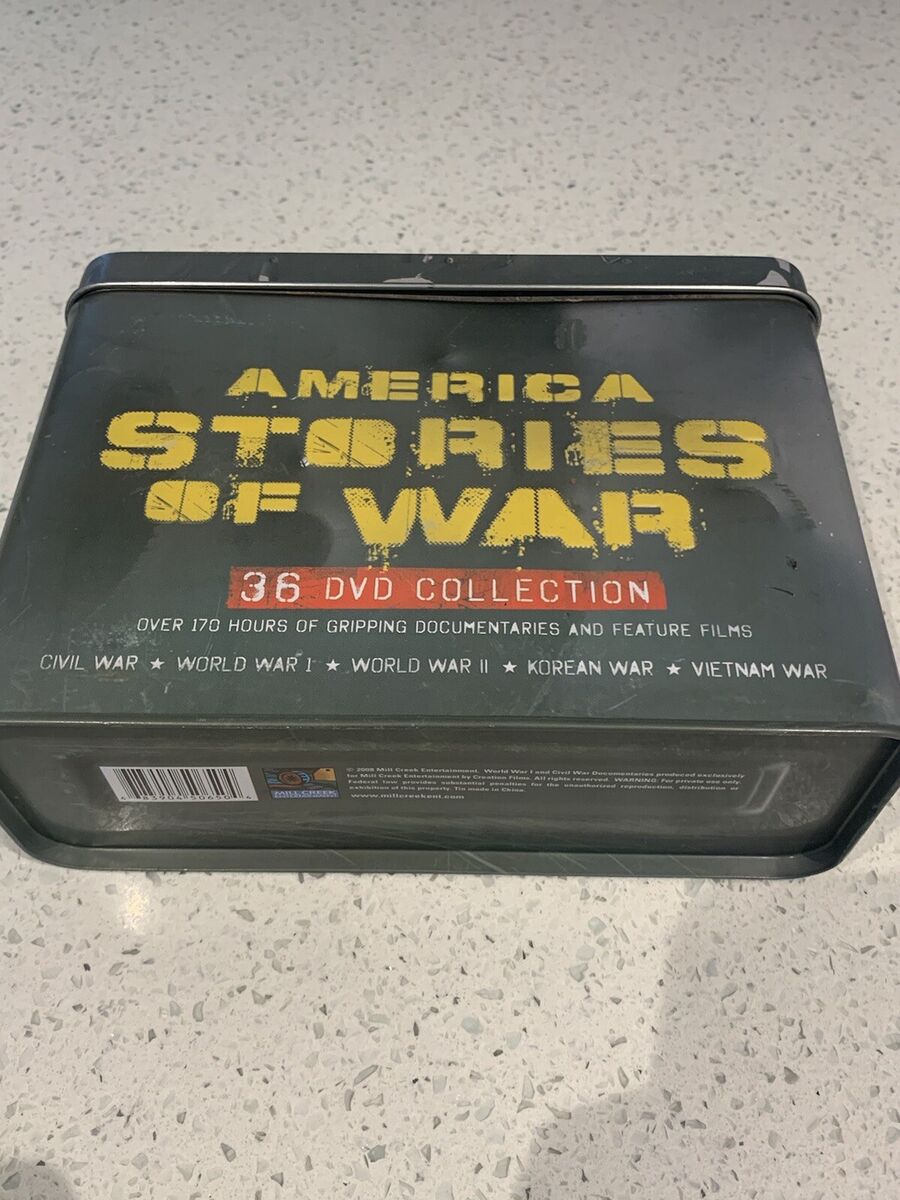 AMERICA
STORIES
OF WAR
36 DVD COLLECTION
OVER 170 HOURS OF GRIPPING DOCUMENTARIES AND FEATURE FILMS
CIVIL WAR ★ WORLD WAR I ★ WORLD WAR II ★ KOREAN WAR ★ VIETNAM WAR
© 2008 Mill Creek Entertainment. World War I and Civil War Documentaries produced exclusively
for Mill Creek Entertainment by Creation Films. All rights reserved. WARNING: For private use only.
Federal law provides substantial penalties for the unauthorized reproduction, distribution or
exhibition of this property. Tin made in China.
www.millcreekent.com
MILL CREEK
ENTERTAINMENT